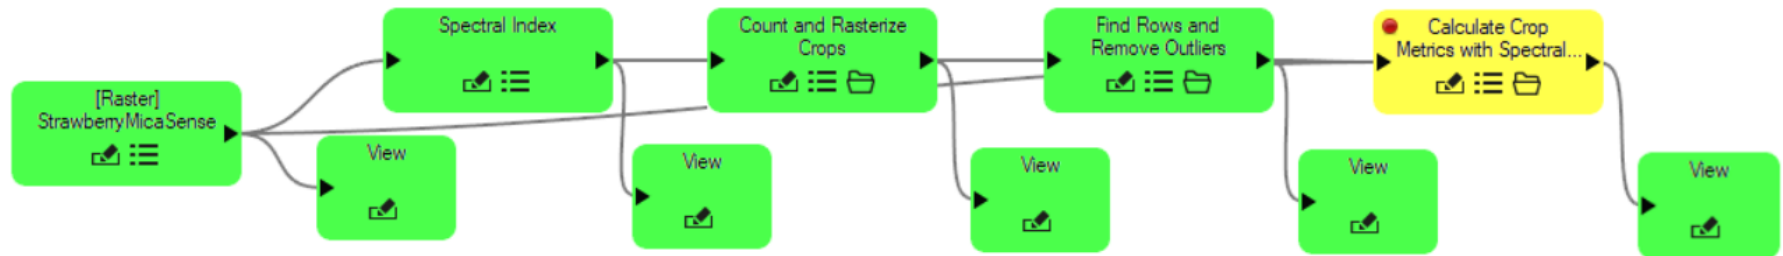 Spectral Index
Count and Rasterize
Crops
Find Rows and
Remove Outliers
Calculate Crop
Metrics with Spectral...
[Raster]
StrawberryMicaSense
View
View
View
View
View